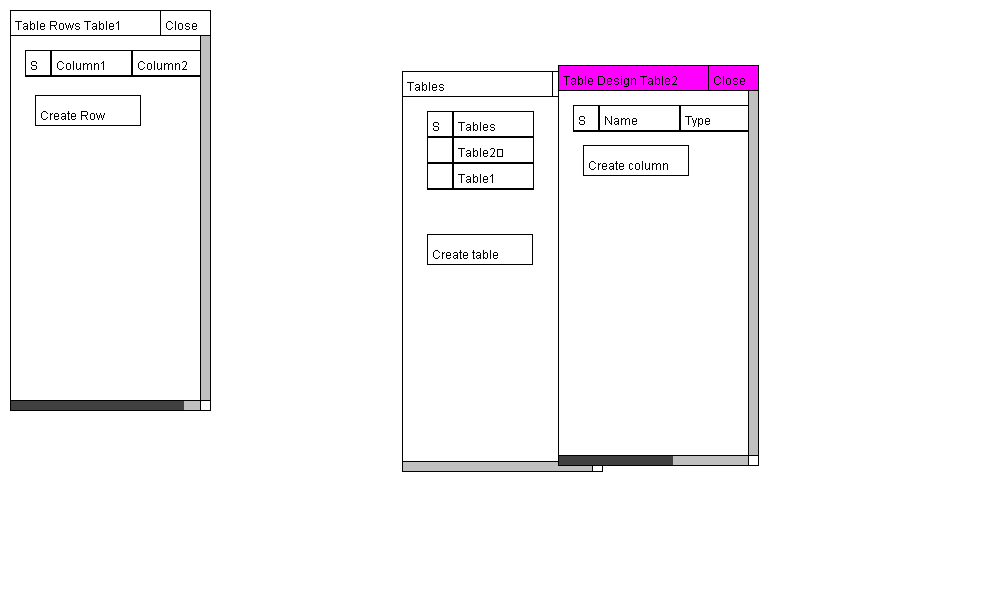 Table Rows Table1 Close
S Column1 Column2
Create Row
Tables
S Tables
Table2▯
Table1
Create table
Table Design Table2 Close
S Name Type
Create column